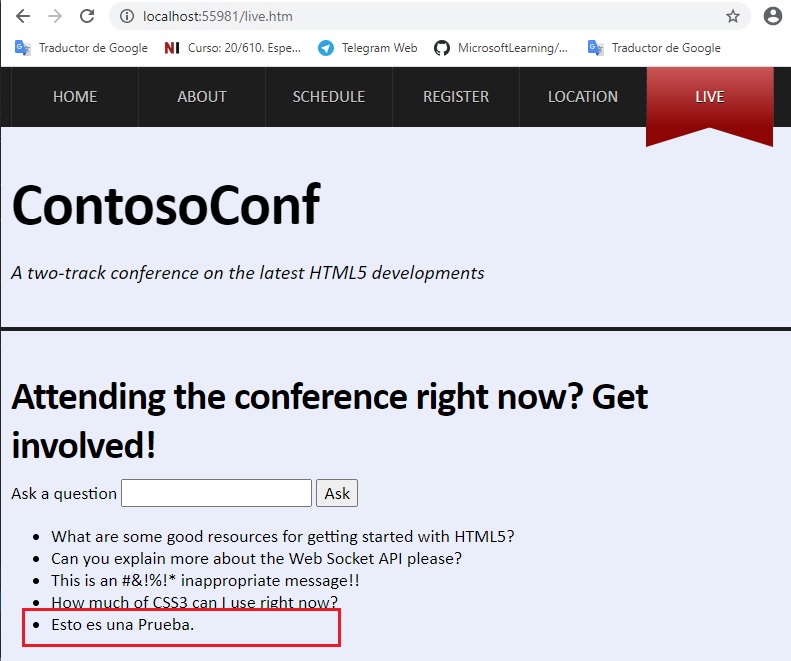 localhost:55981/live.htm
Traductor de Google NI Curso: 20/610. Espe... Telegram Web MicrosoftLearning/... Traductor de Google
HOME ABOUT SCHEDULE REGISTER LOCATION LIVE
ContosoConf
A two-track conference on the latest HTML5 developments
Attending the conference right now? Get
involved!
Ask a question Ask
What are some good resources for getting started with HTML5?
Can you explain more about the Web Socket API please?
This is an #&!%!* inappropriate message!!
How much of CSS3 can I use right now?
Esto es una Prueba.